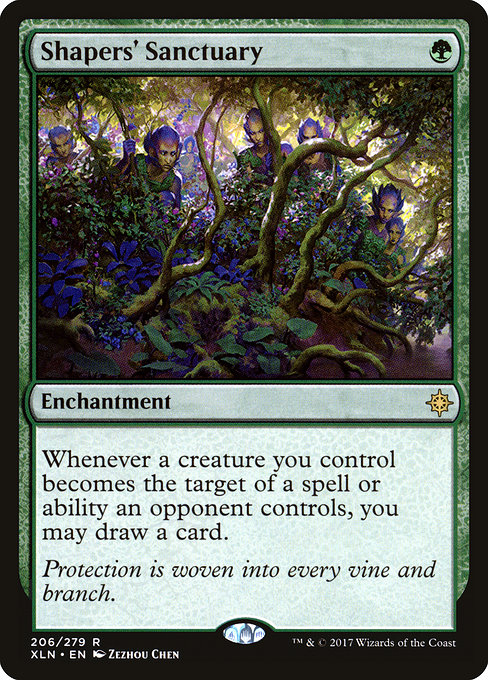 Shapers' Sanctuary
Enchantment
Whenever a creature you control
becomes the target of a spell or
ability an opponent controls, you
may draw a card.
Protection is woven into every vine and
branch.
206/279 R
XLN • EN Zezhou Chen
™ & © 2017 Wizards of the Coast